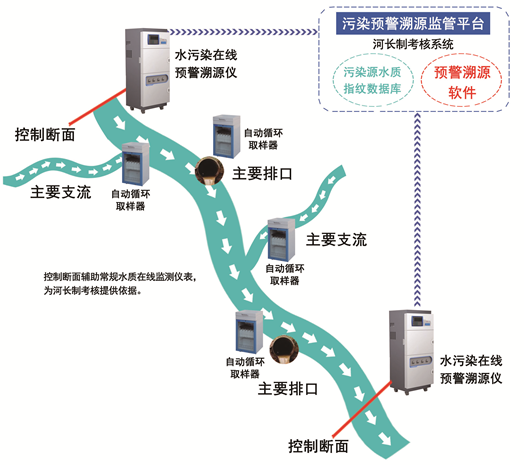 污染预警溯源监管平台
河长制考核系统
污染源水质
指纹数据库
预警溯源
软件
水污染在线
预警溯源仪
控制断面
自动循环
取样器
主要排口
主要支流
自动循环
取样器
主要支流
自动循环
取样器
控制断面辅助常规水质在线监测仪表,
为河长制考核提供依据。
自动循环
取样器
主要排口
水污染在线
预警溯源仪
控制断面